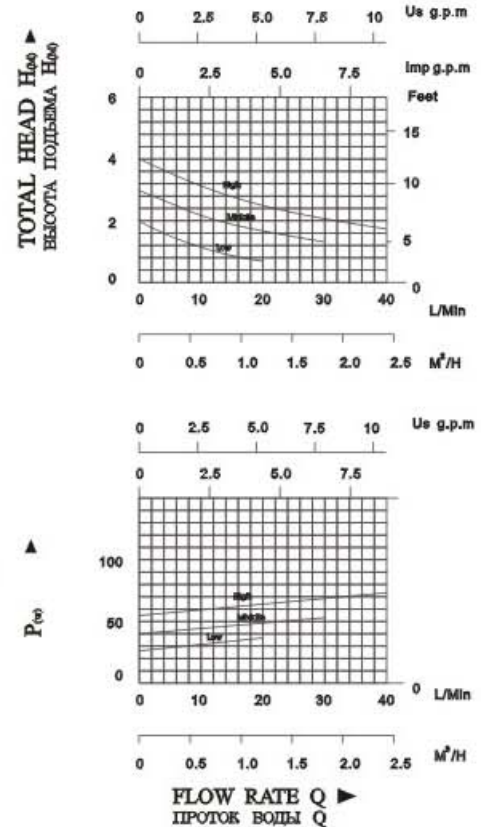 0 2.5 5.0 7.5 10 Us g.p.m
0 2.5 5.0 7.5 Imp g.p.m
TOTAL HEAD H(M) ►
ВЫСОТА ПОДЪЕМА H(M)
Feet
6
4
2
0
15
10
5
0
High
Middle
Low
0 10 20 30 40
L/Min
0 0.5 1.0 1.5 2.0 2.5 M³/H
0 2.5 5.0 7.5 10 Us g.p.m
0 2.5 5.0 7.5
P(w) ►
100
50
0
High
Middle
Low
0
0 10 20 30 40 L/Min
0 0.5 1.0 1.5 2.0 2.5 M³/H
FLOW RATE Q ►
ПРОТОК ВОДЫ Q